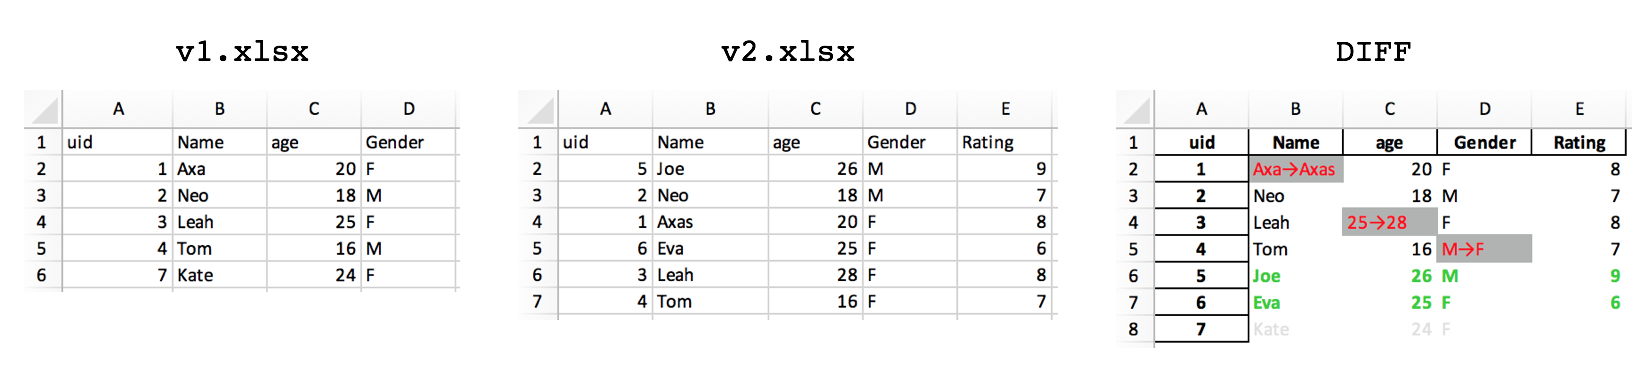 v1.xlsx
A B C D
1 uid Name age Gender
2 1 Axa 20 F
3 2 Neo 18 M
4 3 Leah 25 F
5 4 Tom 16 M
6 7 Kate 24 F
v2.xlsx
A B C D E
1 uid Name age Gender Rating
2 5 Joe 26 M 9
3 2 Neo 18 M 7
4 1 Axas 20 F 8
5 6 Eva 25 F 6
6 3 Leah 28 F 8
7 4 Tom 16 F 7
DIFF
A B C D E
1 uid Name age Gender Rating
2 1 Axa→Axas 20 F 8
3 2 Neo 18 M 7
4 3 Leah 25→28 F 8
5 4 Tom 16 M→F 7
6 5 Joe 26 M 9
7 6 Eva 25 F 6
8 7 Kate 24 F